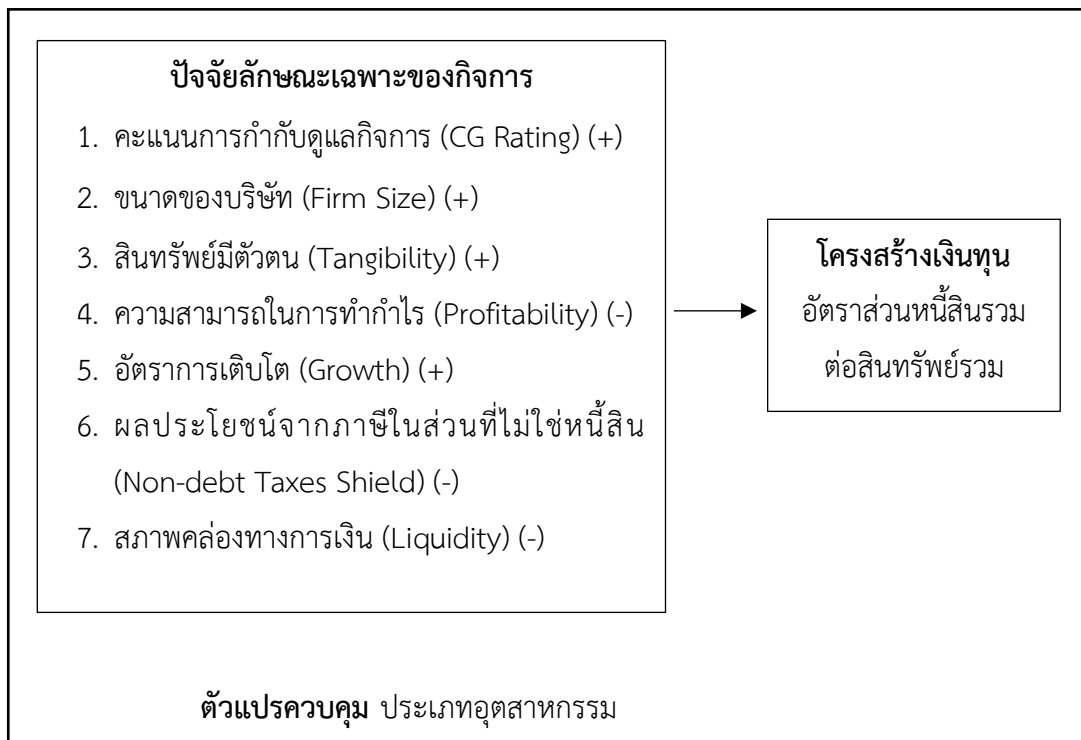 ปัจจัยลักษณะเฉพาะของกิจการ
1. คะแนนการกำกับดูแลกิจการ (CG Rating) (+)
2. ขนาดของบริษัท (Firm Size) (+)
3. สินทรัพย์มีตัวตน (Tangibility) (+)
4. ความสามารถในการทำกำไร (Profitability) (-)
5. อัตราการเติบโต (Growth) (+)
6. ผลประโยชน์จากภาษีในส่วนที่ไม่ใช่หนี้สิน
(Non-debt Taxes Shield) (-)
7. สภาพคล่องทางการเงิน (Liquidity) (-)
โครงสร้างเงินทุน
อัตราส่วนหนี้สินรวม
ต่อสินทรัพย์รวม
ตัวแปรควบคุม ประเภทอุตสาหกรรม